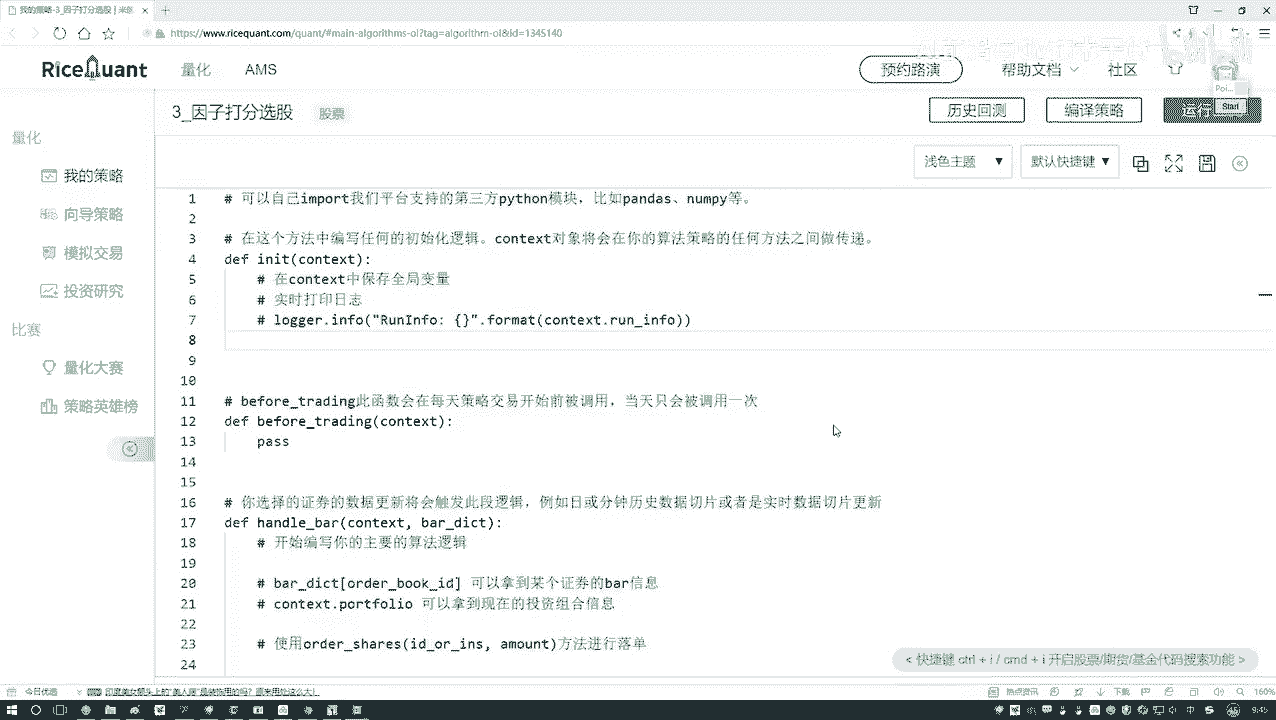 我的策略-3_因子打分选股 | 米
https://www.ricequant.com/quant/#main-algorithms-ol?tag=algorithm-ol&id=1345140
RiceQuant 量化 AMS 预约路演 帮助文档 社区
3_因子打分选股 股票 历史回测 编译策略
Poi...
Start
量化
我的策略
向导策略
模拟交易
投资研究
比赛
量化大赛
策略英雄榜
浅色主题 ▼ 默认快捷键 ▼
1 # 可以自己import我们平台支持的第三方python模块，比如pandas、numpy等。
2
3 # 在这个方法中编写任何的初始化逻辑。context对象将会在你的算法策略的任何方法之间做传递。
4 def init(context):
5 # 在context中保存全局变量
6 # 实时打印日志
7 # logger.info("RunInfo: {}".format(context.run_info))
8
9
10
11 # before_trading此函数会在每天策略交易开始前被调用，当天只会被调用一次
12 def before_trading(context):
13 pass
14
15
16 # 你选择的证券的数据更新将会触发此段逻辑，例如日或分钟历史数据切片或者是实时数据切片更新
17 def handle_bar(context, bar_dict):
18 # 开始编写你的主要的算法逻辑
19
20 # bar_dict[order_book_id] 可以拿到某个证券的bar信息
21 # context.portfolio 可以拿到现在的投资组合信息
22
23 # 使用order_shares(id_or_ins, amount)方法进行落单
24
< 快捷键 ctrl + i / cmd + i 开启股票/期货/基金代码搜索功能 >
今日优选
热点资讯 下载 160%